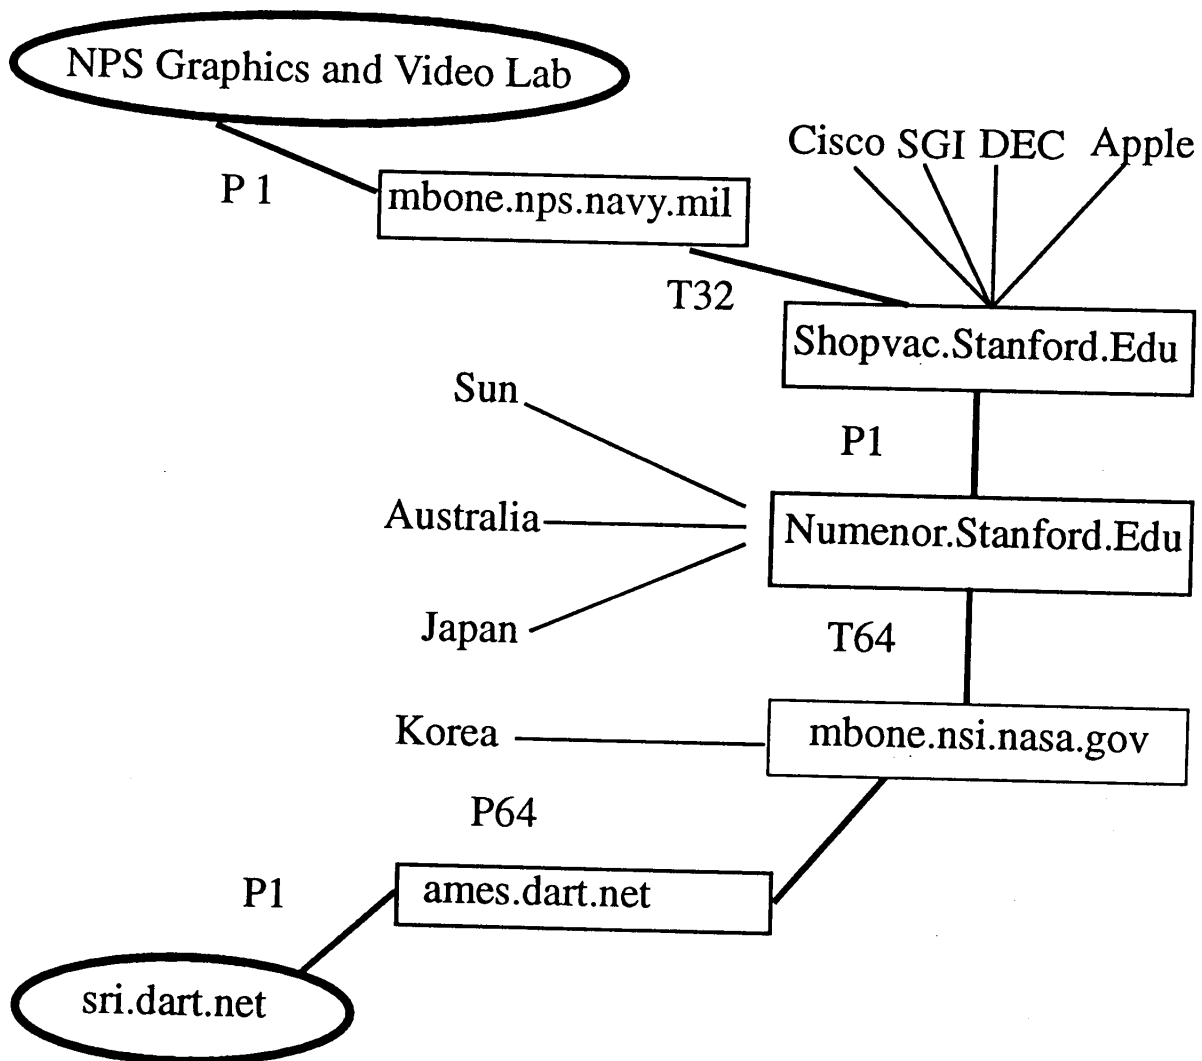 NPS Graphics and Video Lab
Cisco SGI DEC Apple
P 1
mbone.nps.navy.mil
T32
Shopvac.Stanford.Edu
Sun
P1
Australia
Numenor.Stanford.Edu
Japan
T64
Korea
mbone.nsi.nasa.gov
P64
P1
ames.dart.net
sri.dart.net